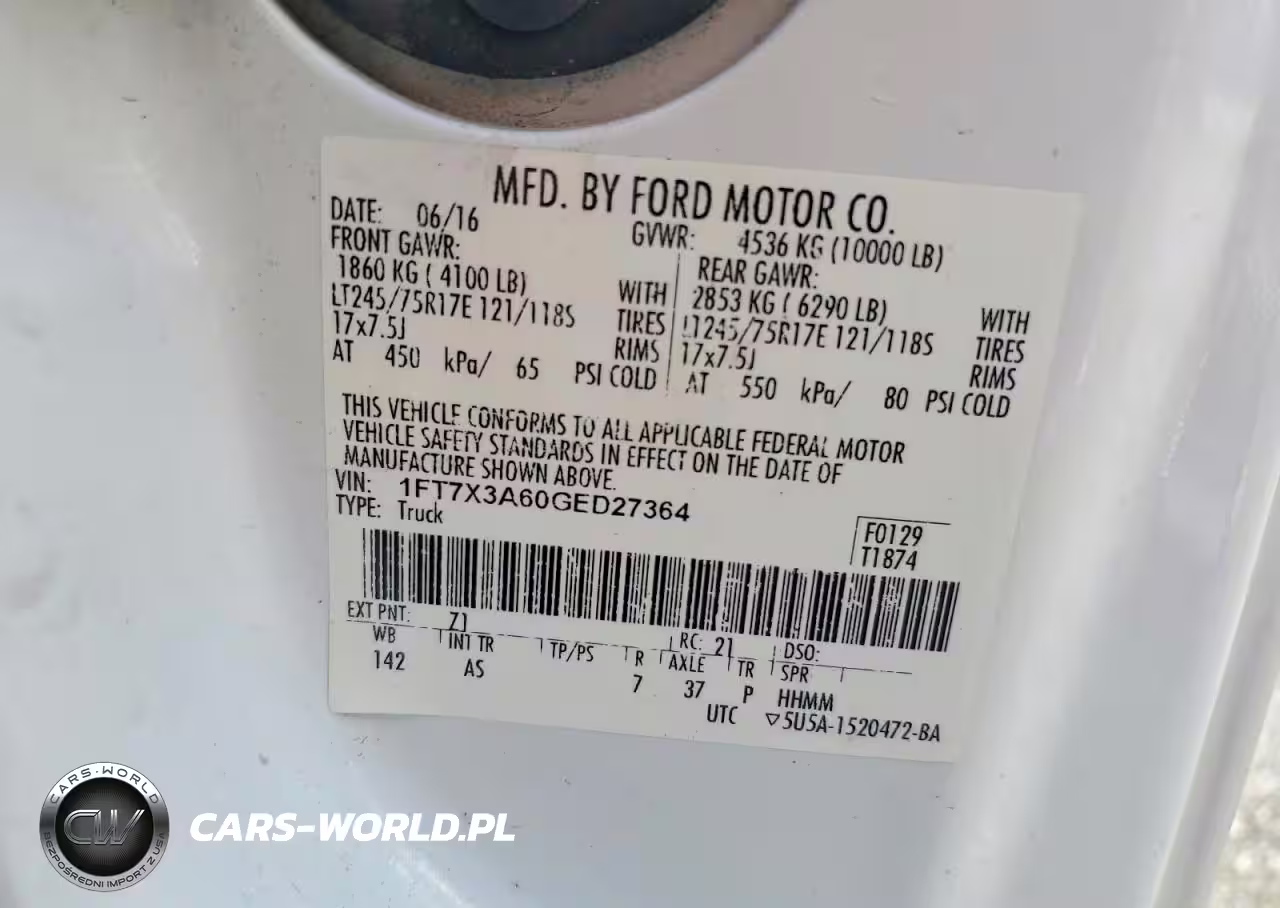 MFD. BY FORD MOTOR CO.
DATE: 06/16 GVWR: 4536 KG (10000 LB)
FRONT GAWR: REAR GAWR:
1860 KG ( 4100 LB) WITH 2853 KG ( 6290 LB) WITH
LT245/75R17E 121/118S TIRES LT245/75R17E 121/118S TIRES
17x7.5J RIMS 17x7.5J RIMS
AT 450 kPa/ 65 PSI COLD AT 550 kPa/ 80 PSI COLD
THIS VEHICLE CONFORMS TO ALL APPLICABLE FEDERAL MOTOR
VEHICLE SAFETY STANDARDS IN EFFECT ON THE DATE OF
MANUFACTURE SHOWN ABOVE.
VIN: 1FT7X3A60GED27364
TYPE: Truck
F0129
T1874
EXT PNT: Z1 RC: 21 DSO:
WB INT TR TP/PS R AXLE TR SPR
142 AS 7 37 P HHMM
UTC ▽5U5A-1520472-BA
CARS-WORLD
CW
BEZPOŚREDNI IMPORT Z USA
CARS-WORLD.PL